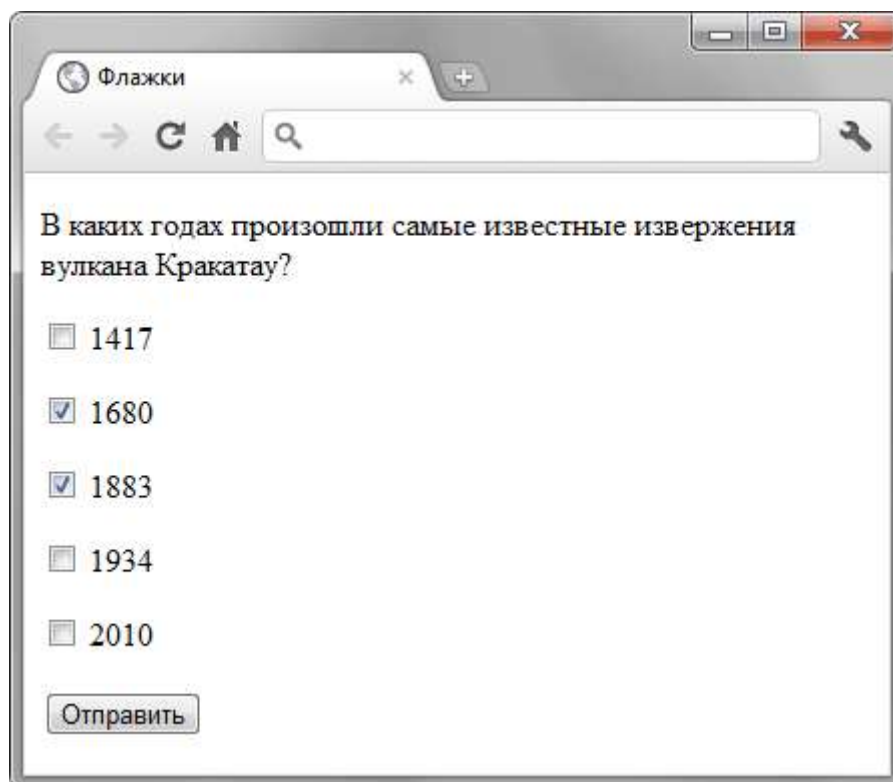 Флажки
В каких годах произошли самые известные извержения
вулкана Кракатау?
1417
1680
1883
1934
2010
Отправить